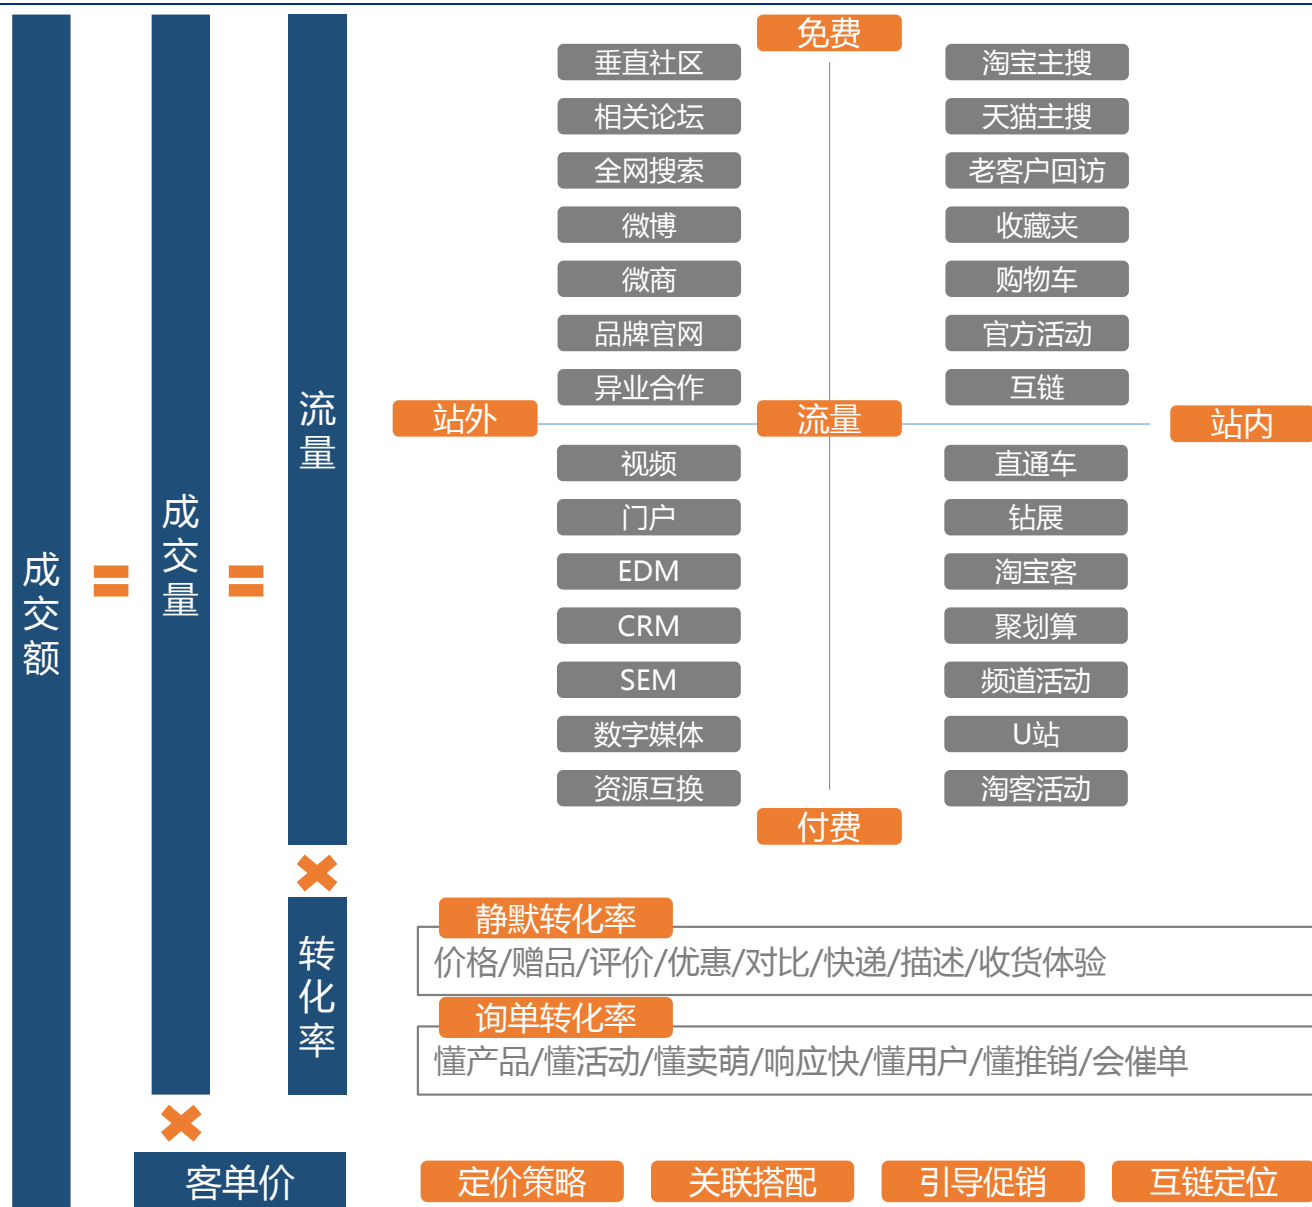 免费
垂直社区
淘宝主搜
相关论坛
天猫主搜
全网搜索
老客户回访
微博
收藏夹
微商
购物车
品牌官网
官方活动
异业合作
互链
站外
流量
站内
视频
直通车
门户
钻展
EDM
淘宝客
CRM
聚划算
SEM
频道活动
数字媒体
U站
资源互换
淘客活动
付费
成交额
=
成交量
=
流量
×
转化率
静默转化率
价格/赠品/评价/优惠/对比/快递/描述/收货体验
询单转化率
懂产品/懂活动/懂卖萌/响应快/懂用户/懂推销/会催单
×
客单价
定价策略
关联搭配
引导促销
互链定位